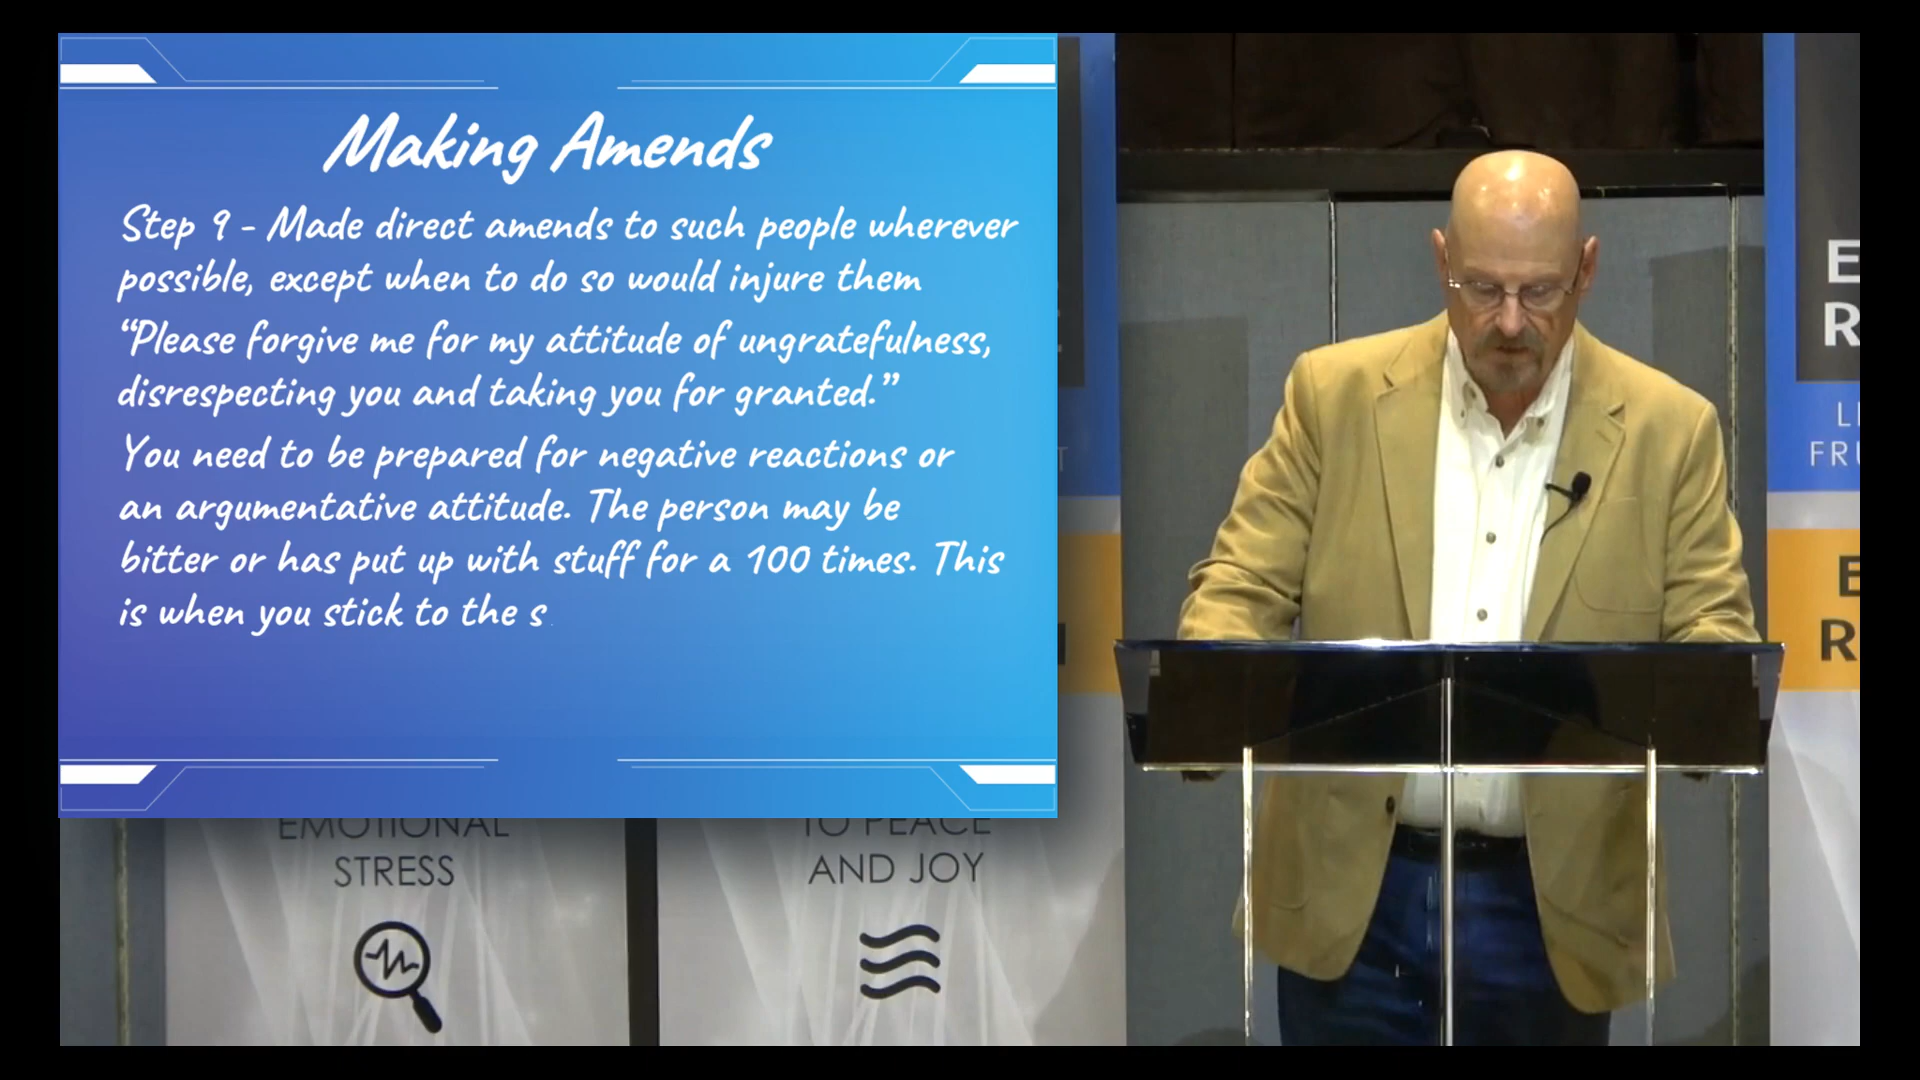 Making Amends
Step 9 - Made direct amends to such people wherever
possible, except when to do so would injure them
“Please forgive me for my attitude of ungratefulness,
disrespecting you and taking you for granted.”
You need to be prepared for negative reactions or
an argumentative attitude. The person may be
bitter or has put up with stuff for a 100 times. This
is when you stick to the s
EMOTIONAL
STRESS
TO PEACE
AND JOY